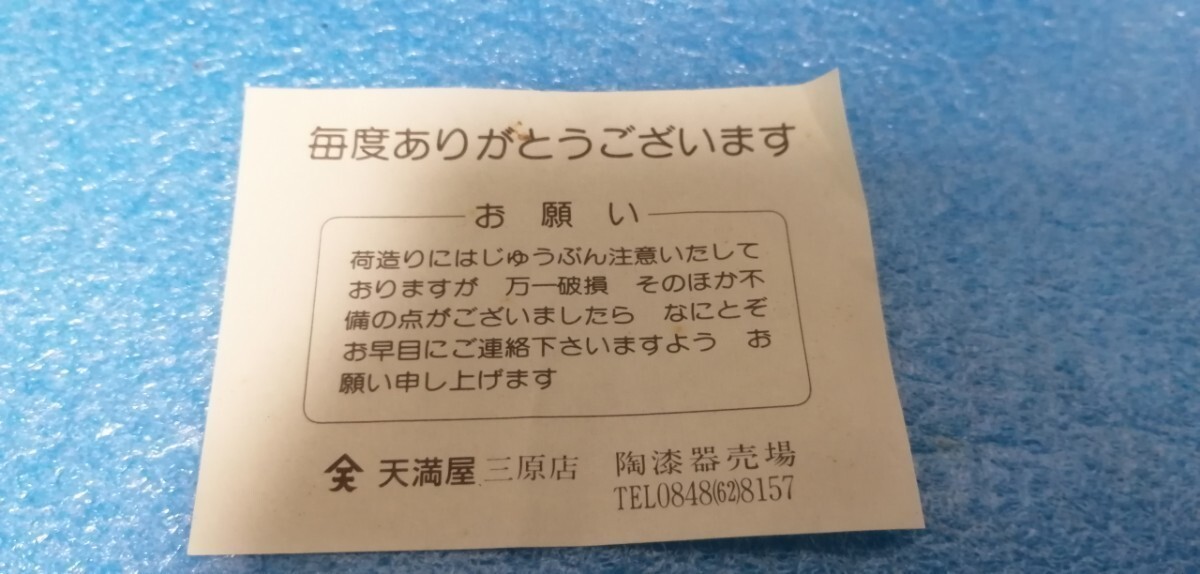 毎度ありがとうございます
お願い
荷造りにはじゅうぶん注意いたして
おりますが　万一破損　そのほか不
備の点がございましたら　なにとぞ
お早目にご連絡下さいますよう　お
願い申し上げます
天満屋 三原店　陶漆器売場
TEL0848(62)8157